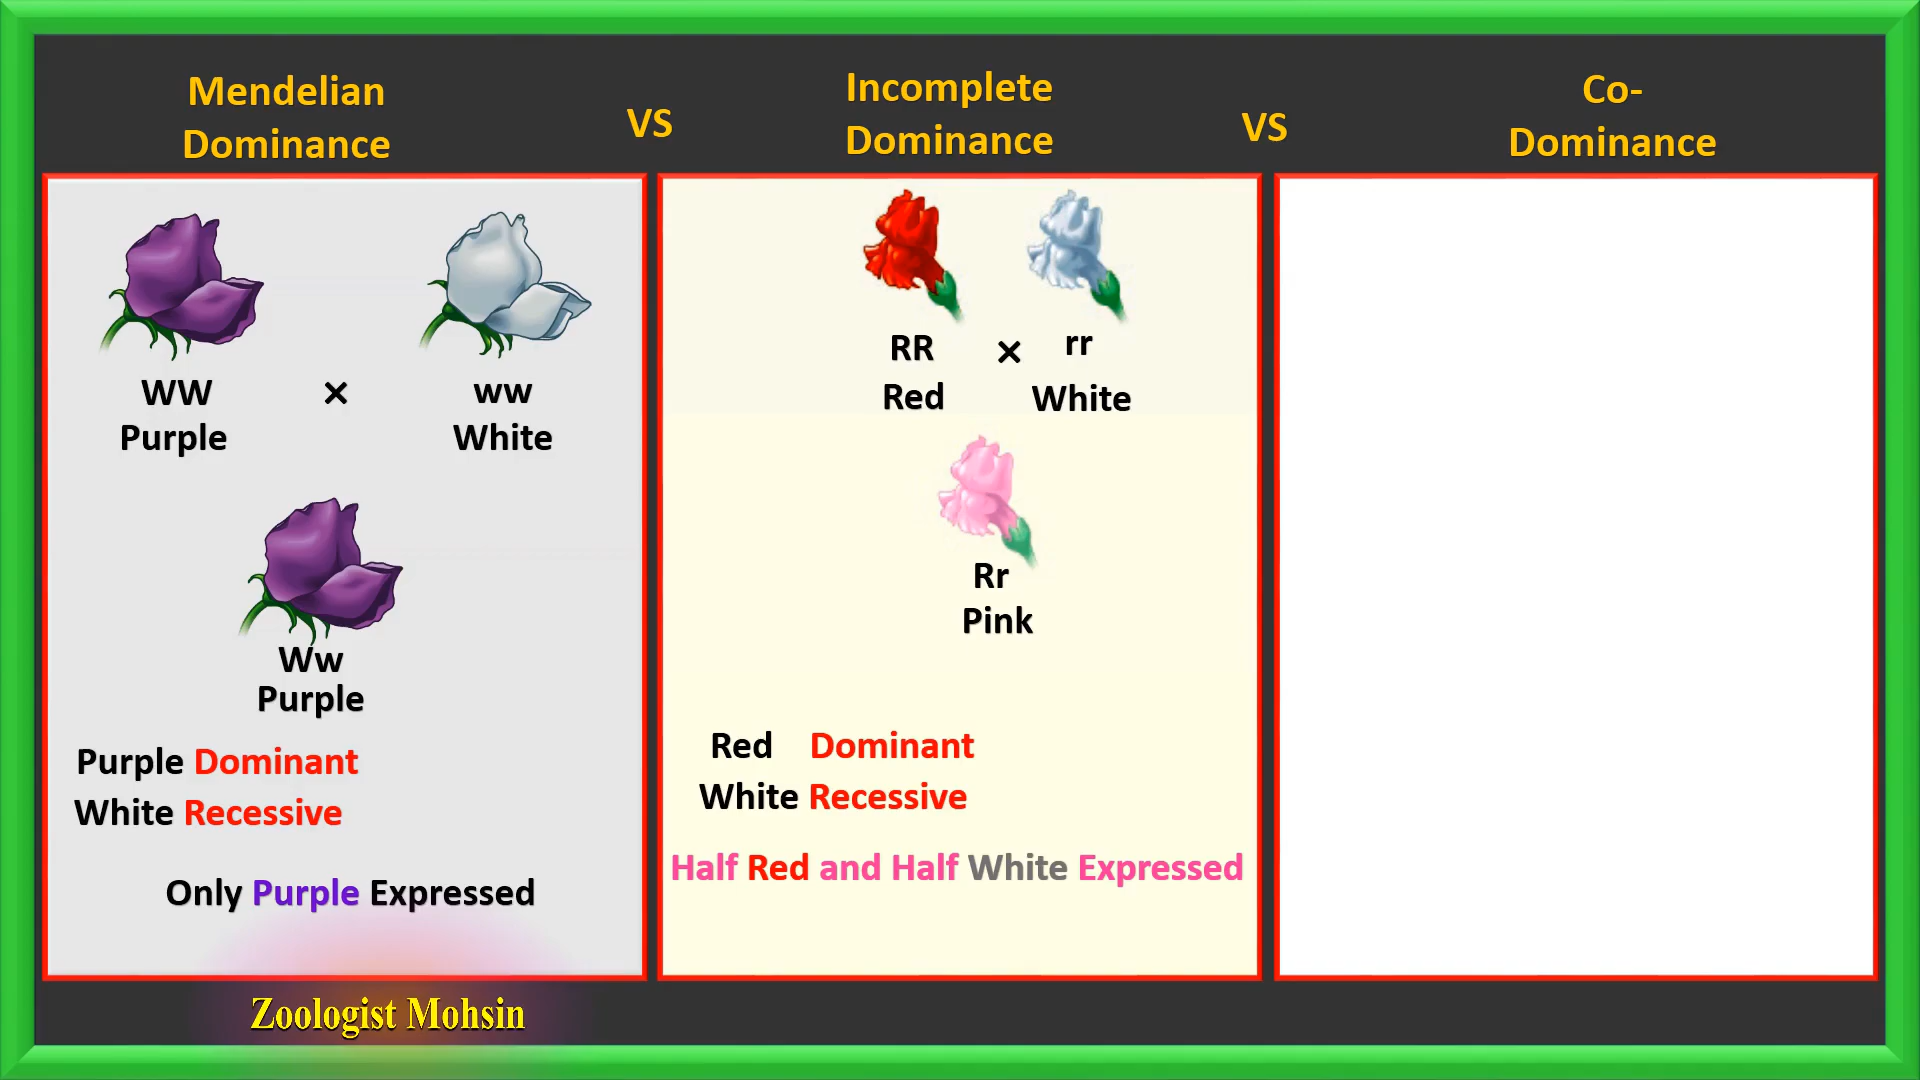 Mendelian
Dominance
VS
Incomplete
Dominance
VS
Co-
Dominance
WW × ww
Purple White
Ww
Purple
Purple Dominant
White Recessive
Only Purple Expressed
RR × rr
Red White
Rr
Pink
Red Dominant
White Recessive
Half Red and Half White Expressed
Zoologist Mohsin